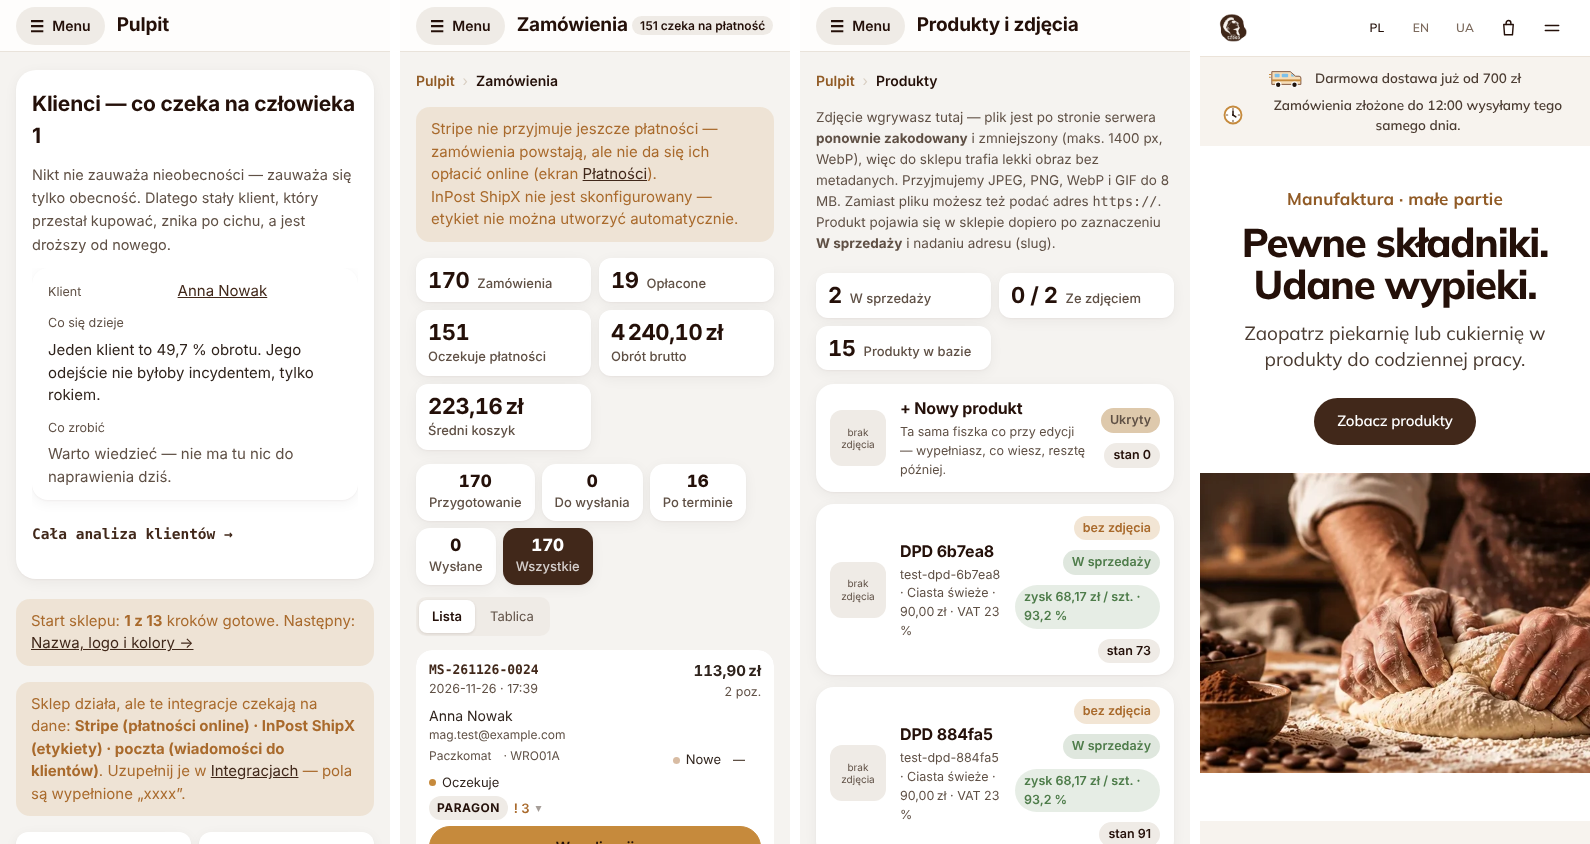 ☰ Menu Pulpit
Klienci — co czeka na człowieka
1
Nikt nie zauważa nieobecności — zauważa się
tylko obecność. Dlatego stały klient, który
przestał kupować, znika po cichu, a jest
droższy od nowego.
Klient Anna Nowak
Co się dzieje
Jeden klient to 49,7 % obrotu. Jego
odejście nie byłoby incydentem, tylko
rokiem.
Co zrobić
Warto wiedzieć — nie ma tu nic do
naprawienia dziś.
Cała analiza klientów →
Start sklepu: 1 z 13 kroków gotowe. Następny:
Nazwa, logo i kolory →
Sklep działa, ale te integracje czekają na
dane: Stripe (płatności online) · InPost ShipX
(etykiety) · poczta (wiadomości do
klientów). Uzupełnij je w Integracjach — pola
są wypełnione „xxxx”.
☰ Menu Zamówienia 151 czeka na płatność
Pulpit › Zamówienia
Stripe nie przyjmuje jeszcze płatności —
zamówienia powstają, ale nie da się ich
opłacić online (ekran Płatności).
InPost ShipX nie jest skonfigurowany —
etykiet nie można utworzyć automatycznie.
170 Zamówienia
19 Opłacone
151
Oczekuje płatności
4 240,10 zł
Obrót brutto
223,16 zł
Średni koszyk
170
Przygotowanie
0
Do wysłania
16
Po terminie
0
Wysłane
170
Wszystkie
Lista Tablica
MS-261126-0024 113,90 zł
2026-11-26 · 17:39 2 poz.
Anna Nowak
mag.test@example.com
Paczkomat · WRO01A
Nowe —
Oczekuje
PARAGON ! 3 ▾
☰ Menu Produkty i zdjęcia
Pulpit › Produkty
Zdjęcie wgrywasz tutaj — plik jest po stronie serwera
ponownie zakodowany i zmniejszony (maks. 1400 px,
WebP), więc do sklepu trafia lekki obraz bez
metadanych. Przyjmujemy JPEG, PNG, WebP i GIF do 8
MB. Zamiast pliku możesz też podać adres https://.
Produkt pojawia się w sklepie dopiero po zaznaczeniu
W sprzedaży i nadaniu adresu (slug).
2 W sprzedaży
0 / 2 Ze zdjęciem
15 Produkty w bazie
brak
zdjęcia
+ Nowy produkt
Ta sama fiszka co przy edycji
— wypełniasz, co wiesz, resztę
później.
Ukryty
stan 0
brak
zdjęcia
DPD 6b7ea8
test-dpd-6b7ea8
· Ciasta świeże ·
90,00 zł · VAT 23
%
bez zdjęcia
W sprzedaży
zysk 68,17 zł / szt. ·
93,2 %
stan 73
brak
zdjęcia
DPD 884fa5
test-dpd-884fa5
· Ciasta świeże ·
90,00 zł · VAT 23
%
bez zdjęcia
W sprzedaży
zysk 68,17 zł / szt. ·
93,2 %
stan 91
PL EN UA
Darmowa dostawa już od 700 zł
Zamówienia złożone do 12:00 wysyłamy tego
samego dnia.
Manufaktura · małe partie
Pewne składniki.
Udane wypieki.
Zaopatrz piekarnię lub cukiernię w
produkty do codziennej pracy.
Zobacz produkty